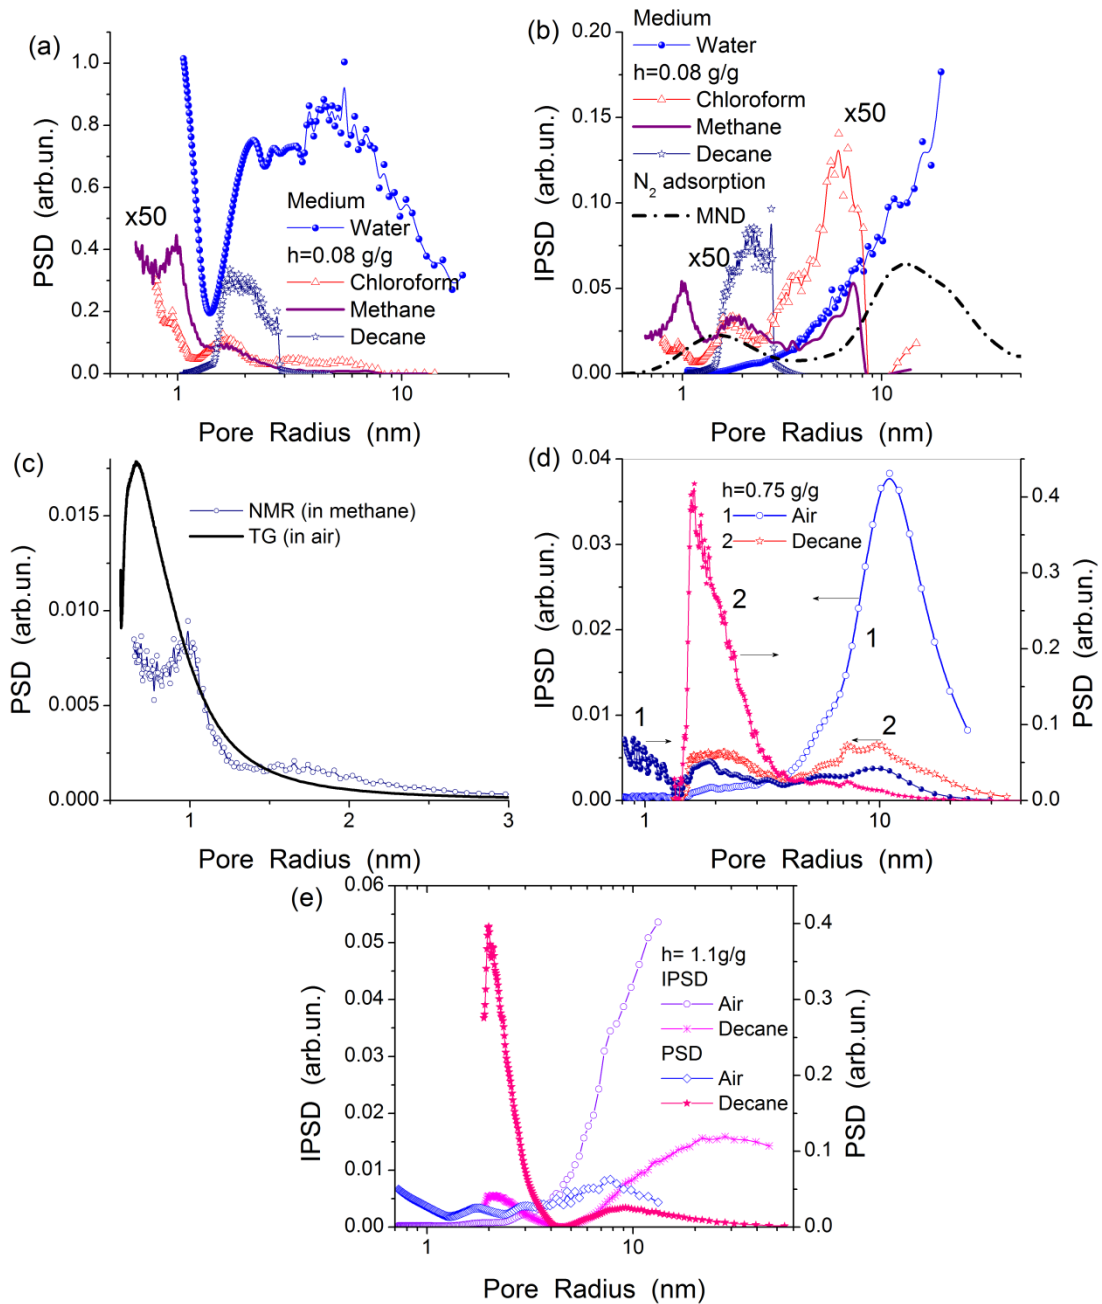 (a)
1.0
0.8
0.6
0.4
0.2
0.0
PSD (arb.un.)
x50
Medium
Water
h=0.08 g/g
Chloroform
Methane
Decane
1
10
Pore Radius (nm)
(b)
0.20
0.15
0.10
0.05
0.00
IPSD (arb.un.)
Medium
Water
h=0.08 g/g
Chloroform
Methane
Decane
N2 adsorption
MND
x50
x50
1
10
Pore Radius (nm)
(c)
0.015
0.010
0.005
0.000
PSD (arb.un.)
NMR (in methane)
TG (in air)
1
2
3
Pore Radius (nm)
(d)
0.04
0.03
0.02
0.01
0.00
IPSD (arb.un.)
h=0.75 g/g
1 Air
2 Decane
2
1
1
2
0.4
0.3
0.2
0.1
0.0
PSD (arb.un.)
1
10
Pore Radius (nm)
(e)
0.06
0.05
0.04
0.03
0.02
0.01
0.00
IPSD (arb.un.)
h= 1.1g/g
IPSD
Air
Decane
PSD
Air
Decane
0.4
0.3
0.2
0.1
0.0
PSD (arb.un.)
1
10
Pore Radius (nm)